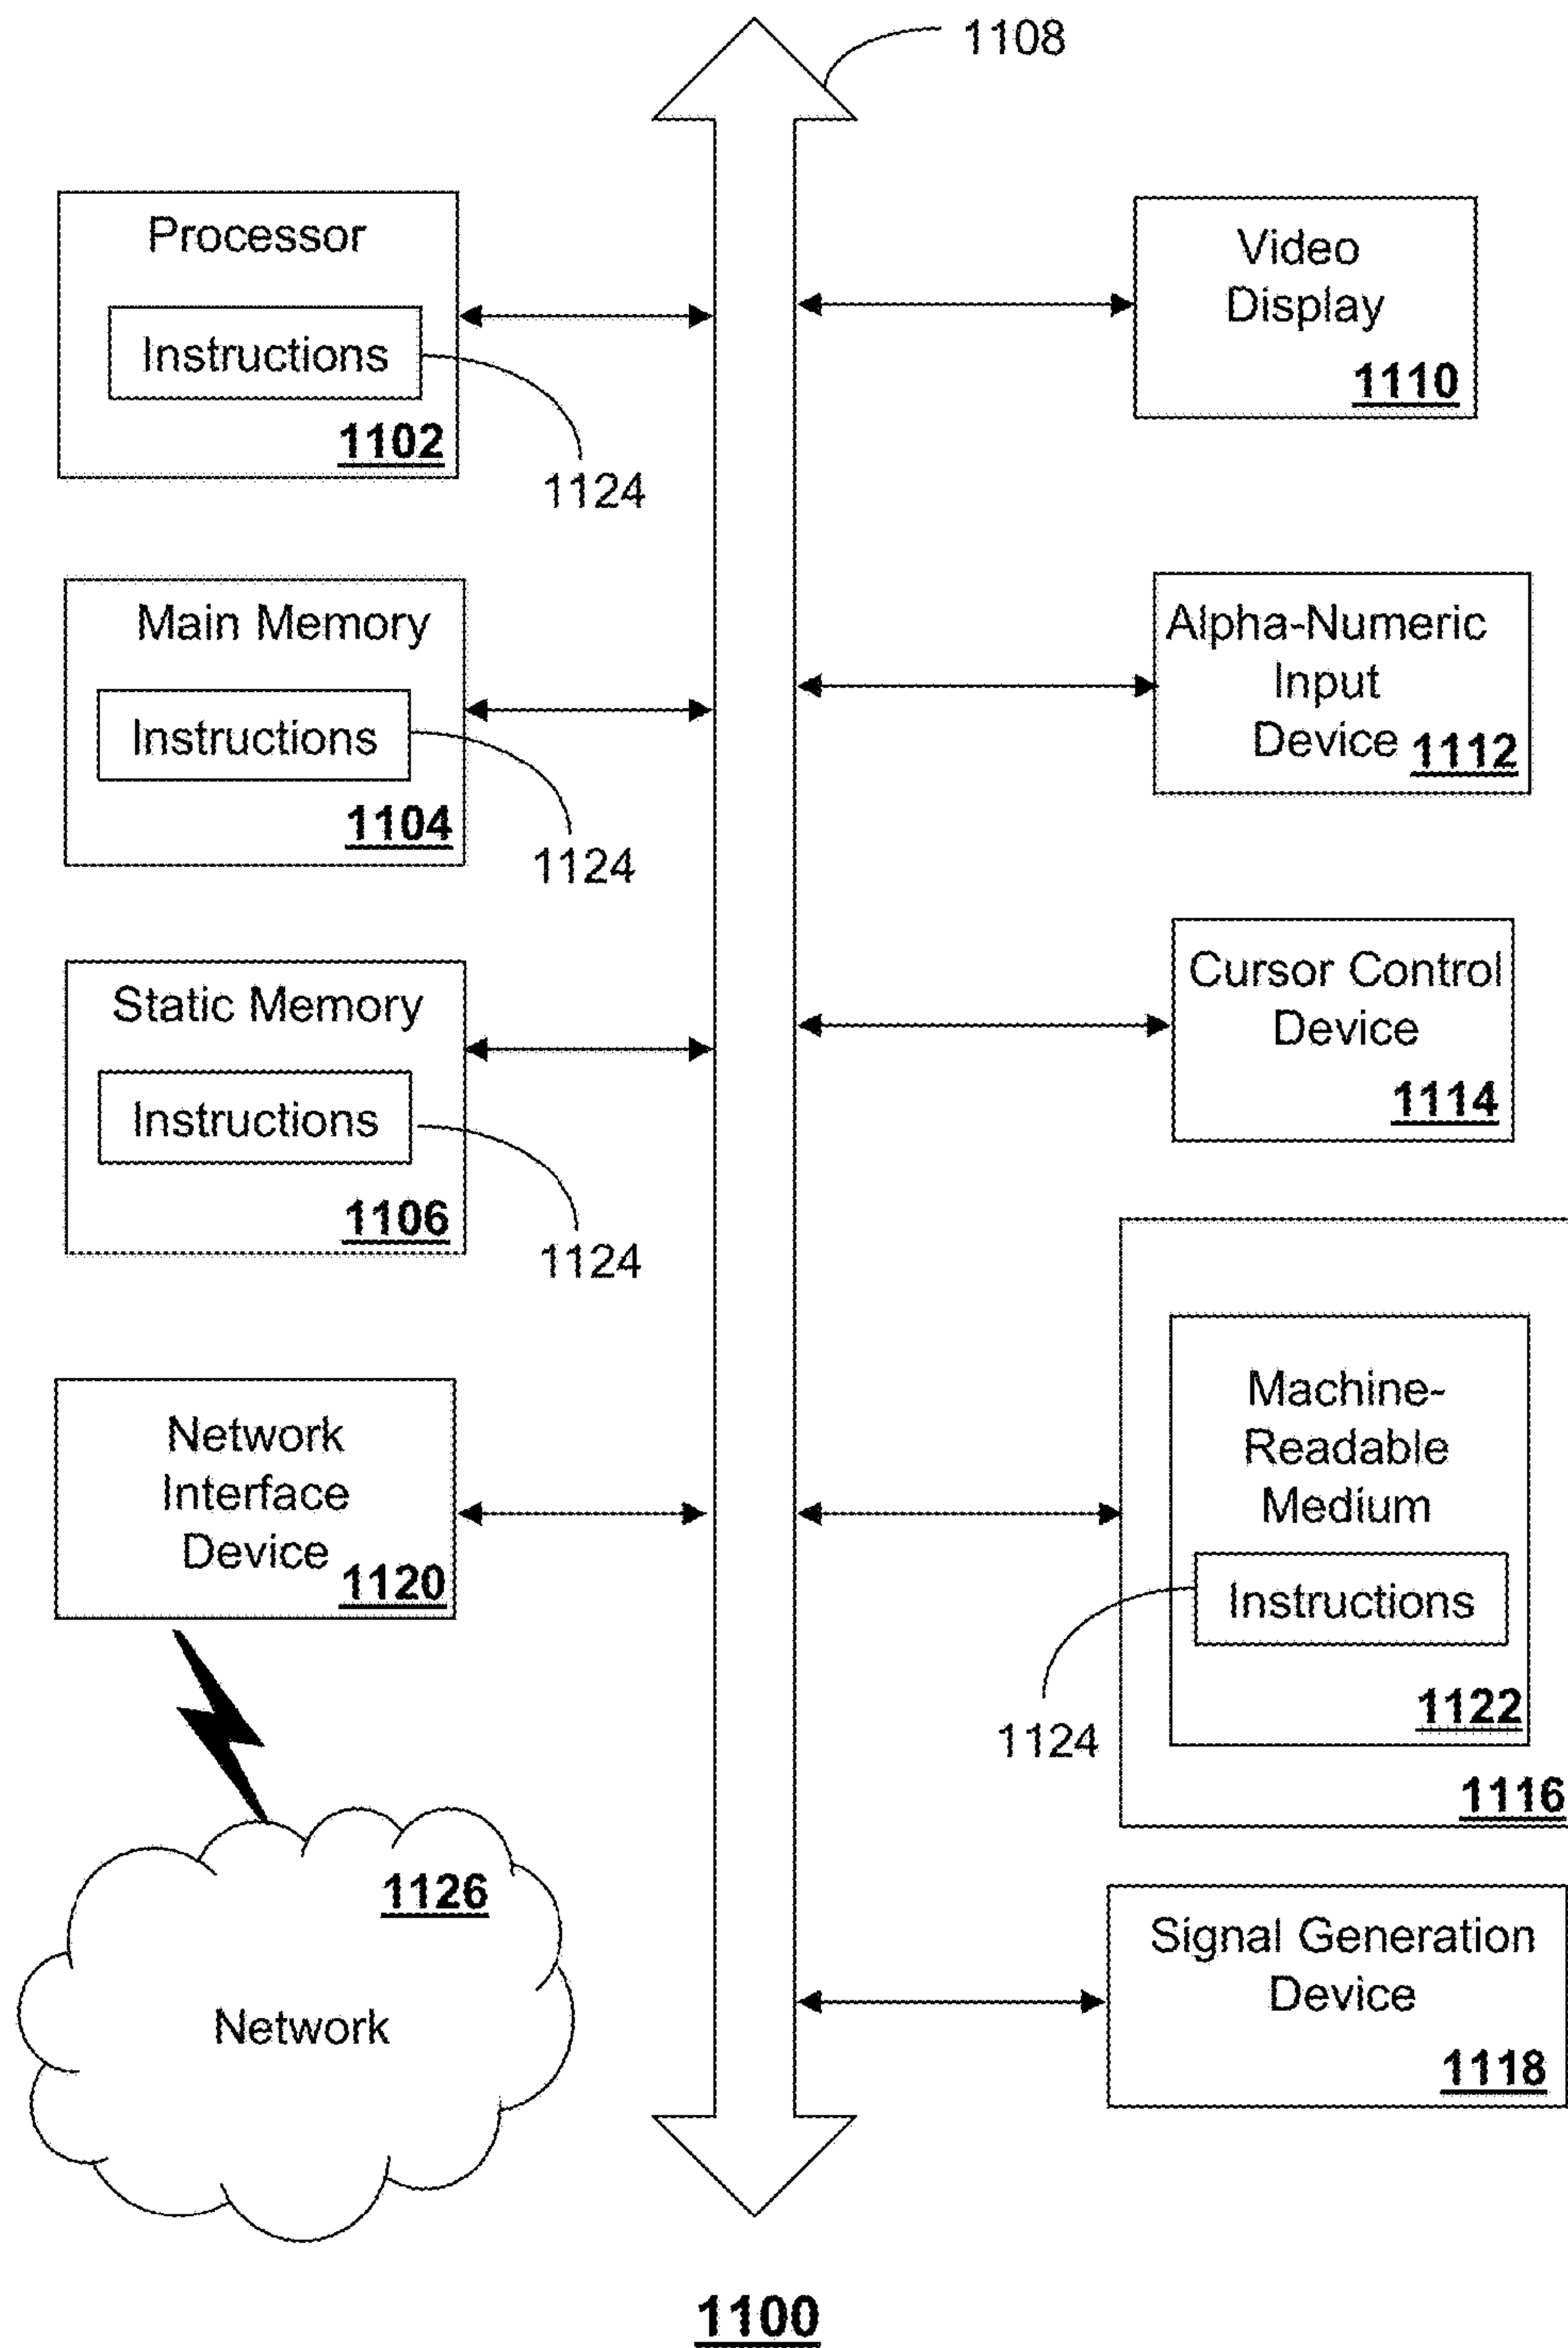 1108
Processor
Instructions
1102
1124
Video
Display
1110
Main Memory
Instructions
1104
1124
Alpha-Numeric
Input
Device 1112
Static Memory
Instructions
1106
1124
Cursor Control
Device
1114
Network
Interface
Device
1120
Machine-
Readable
Medium
Instructions
1122
1124
1116
1126
Network
Signal Generation
Device
1118
1100